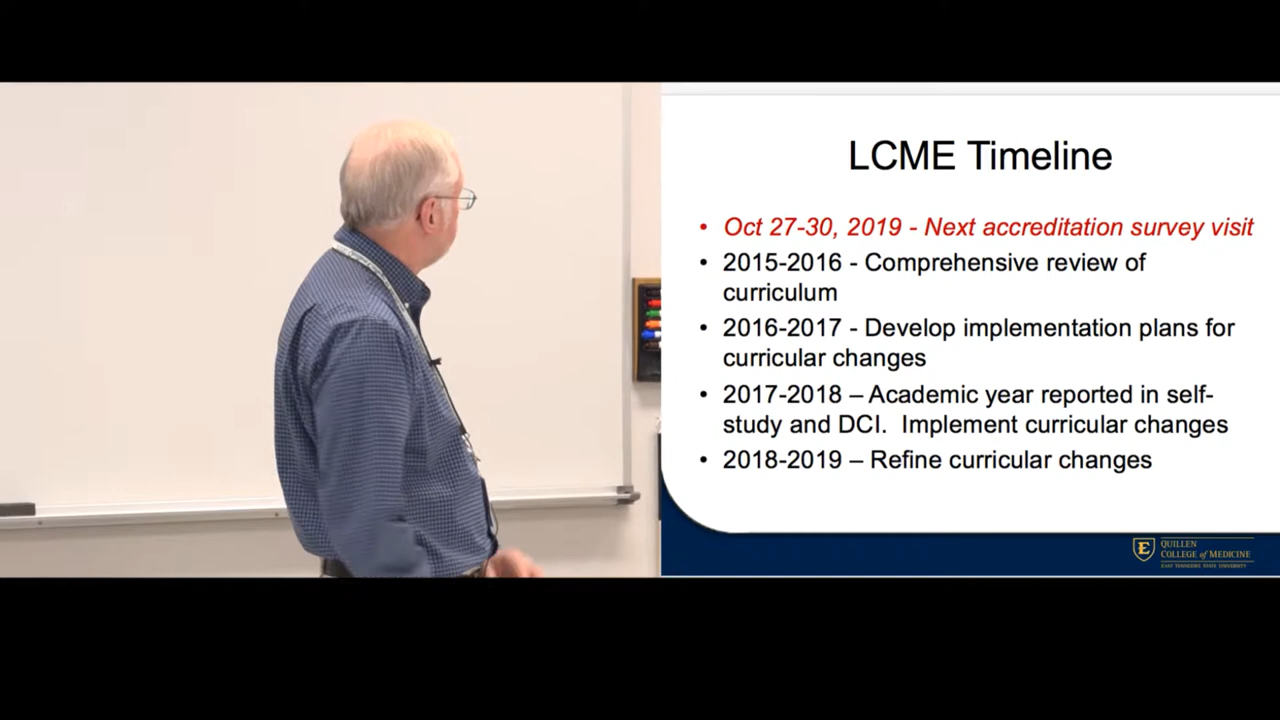 LCME Timeline
• Oct 27-30, 2019 - Next accreditation survey visit
• 2015-2016 - Comprehensive review of
curriculum
• 2016-2017 - Develop implementation plans for
curricular changes
• 2017-2018 – Academic year reported in self-
study and DCI.  Implement curricular changes
• 2018-2019 – Refine curricular changes
E
QUILLEN
COLLEGE of MEDICINE
EAST TENNESSEE STATE UNIVERSITY